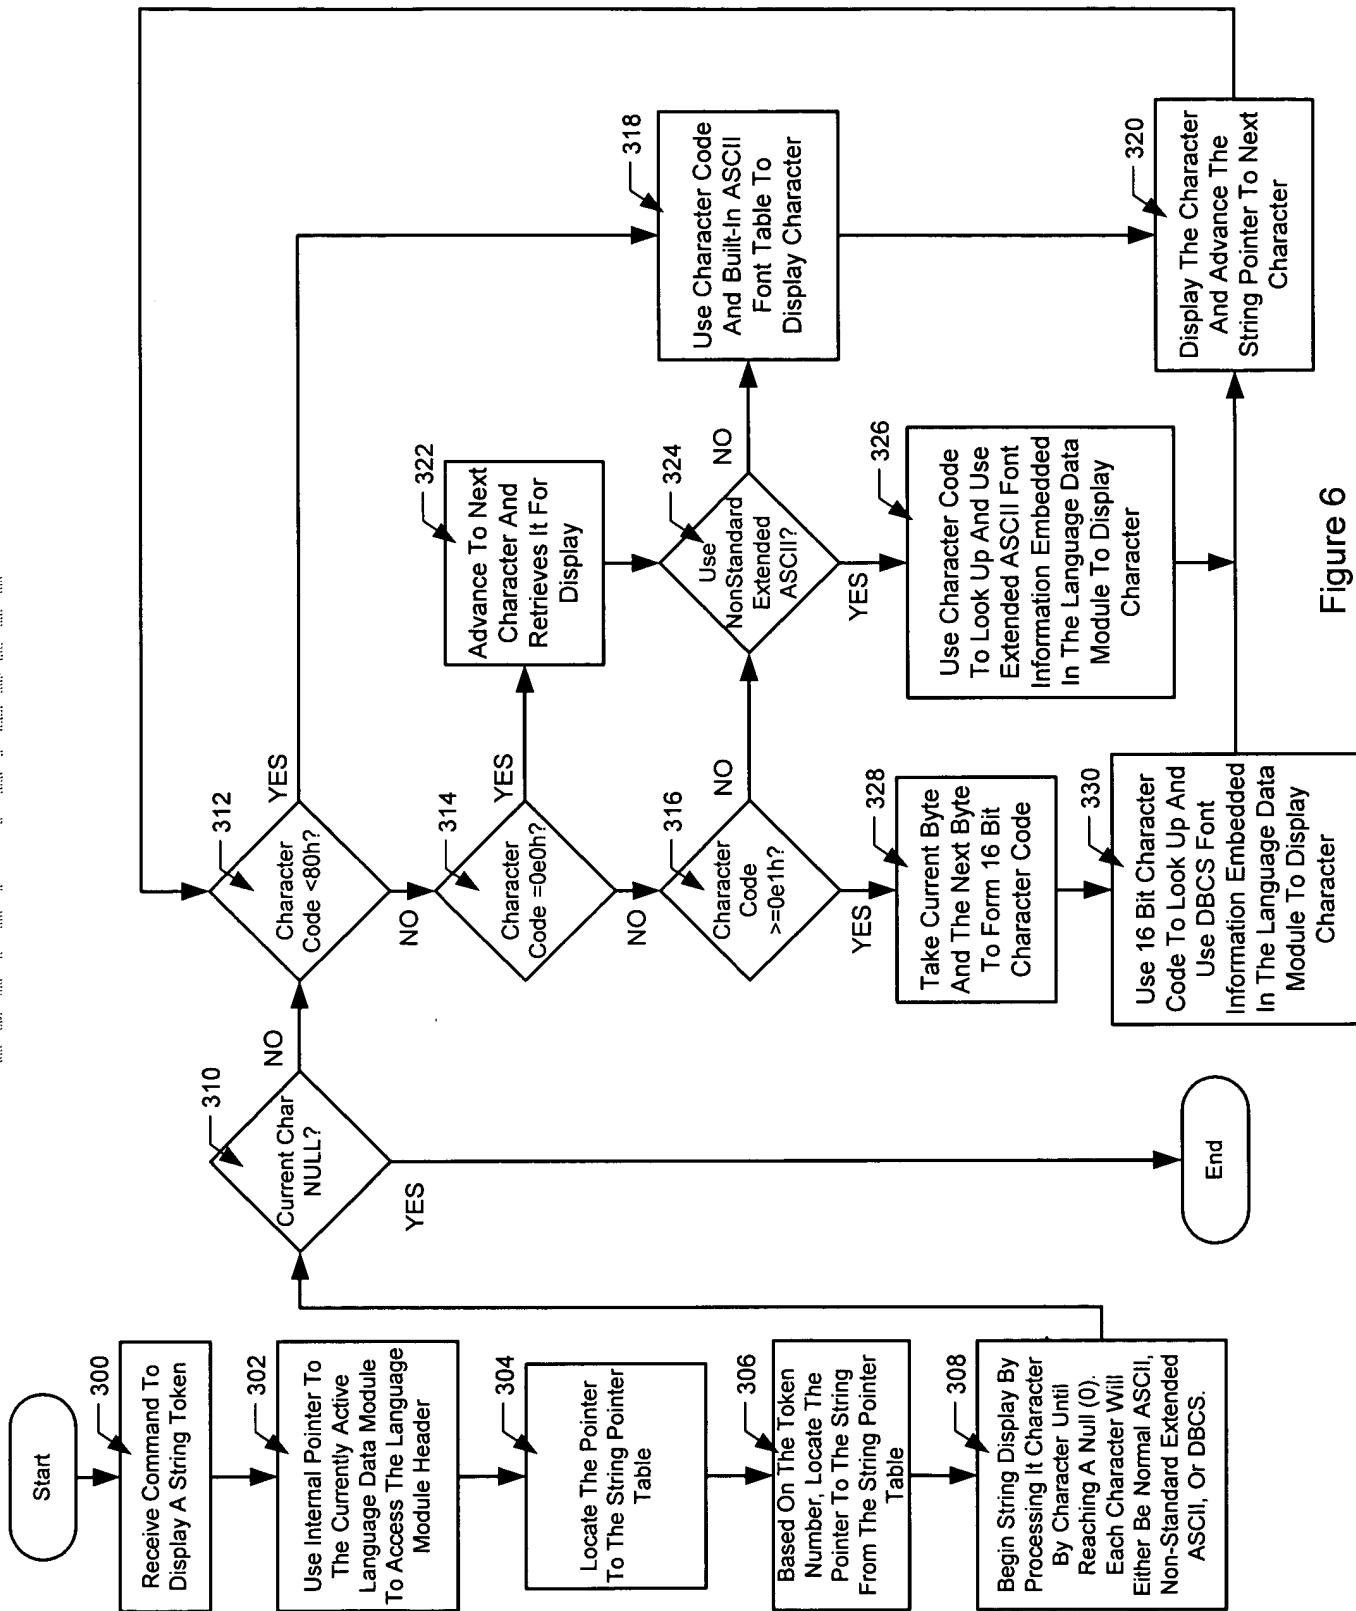 Start
300
Receive Command To
Display A String Token
302
Use Internal Pointer To
The Currently Active
Language Data Module
To Access The Language
Module Header
304
Locate The Pointer
To The String Pointer
Table
306
Based On The Token
Number, Locate The
Pointer To The String
From The String Pointer
Table
308
Begin String Display By
Processing It Character
By Character Until
Reaching A Null (0).
Each Character Will
Either Be Normal ASCII,
Non-Standard Extended
ASCII, Or DBCS.
310
Current Char
NULL?
NO
YES
End
312
Character
Code <80h?
YES
NO
314
Character
Code =0e0h?
YES
NO
316
Character
Code
>=0e1h?
NO
YES
328
Take Current Byte
And The Next Byte
To Form 16 Bit
Character Code
330
Use 16 Bit Character
Code To Look Up And
Use DBCS Font
Information Embedded
In The Language Data
Module To Display
Character
322
Advance To Next
Character And
Retrieves It For
Display
324
Use
NonStandard
Extended
ASCII?
NO
YES
326
Use Character Code
To Look Up And Use
Extended ASCII Font
Information Embedded
In The Language Data
Module To Display
Character
318
Use Character Code
And Built-In ASCII
Font Table To
Display Character
320
Display The Character
And Advance The
String Pointer To Next
Character
Figure 6